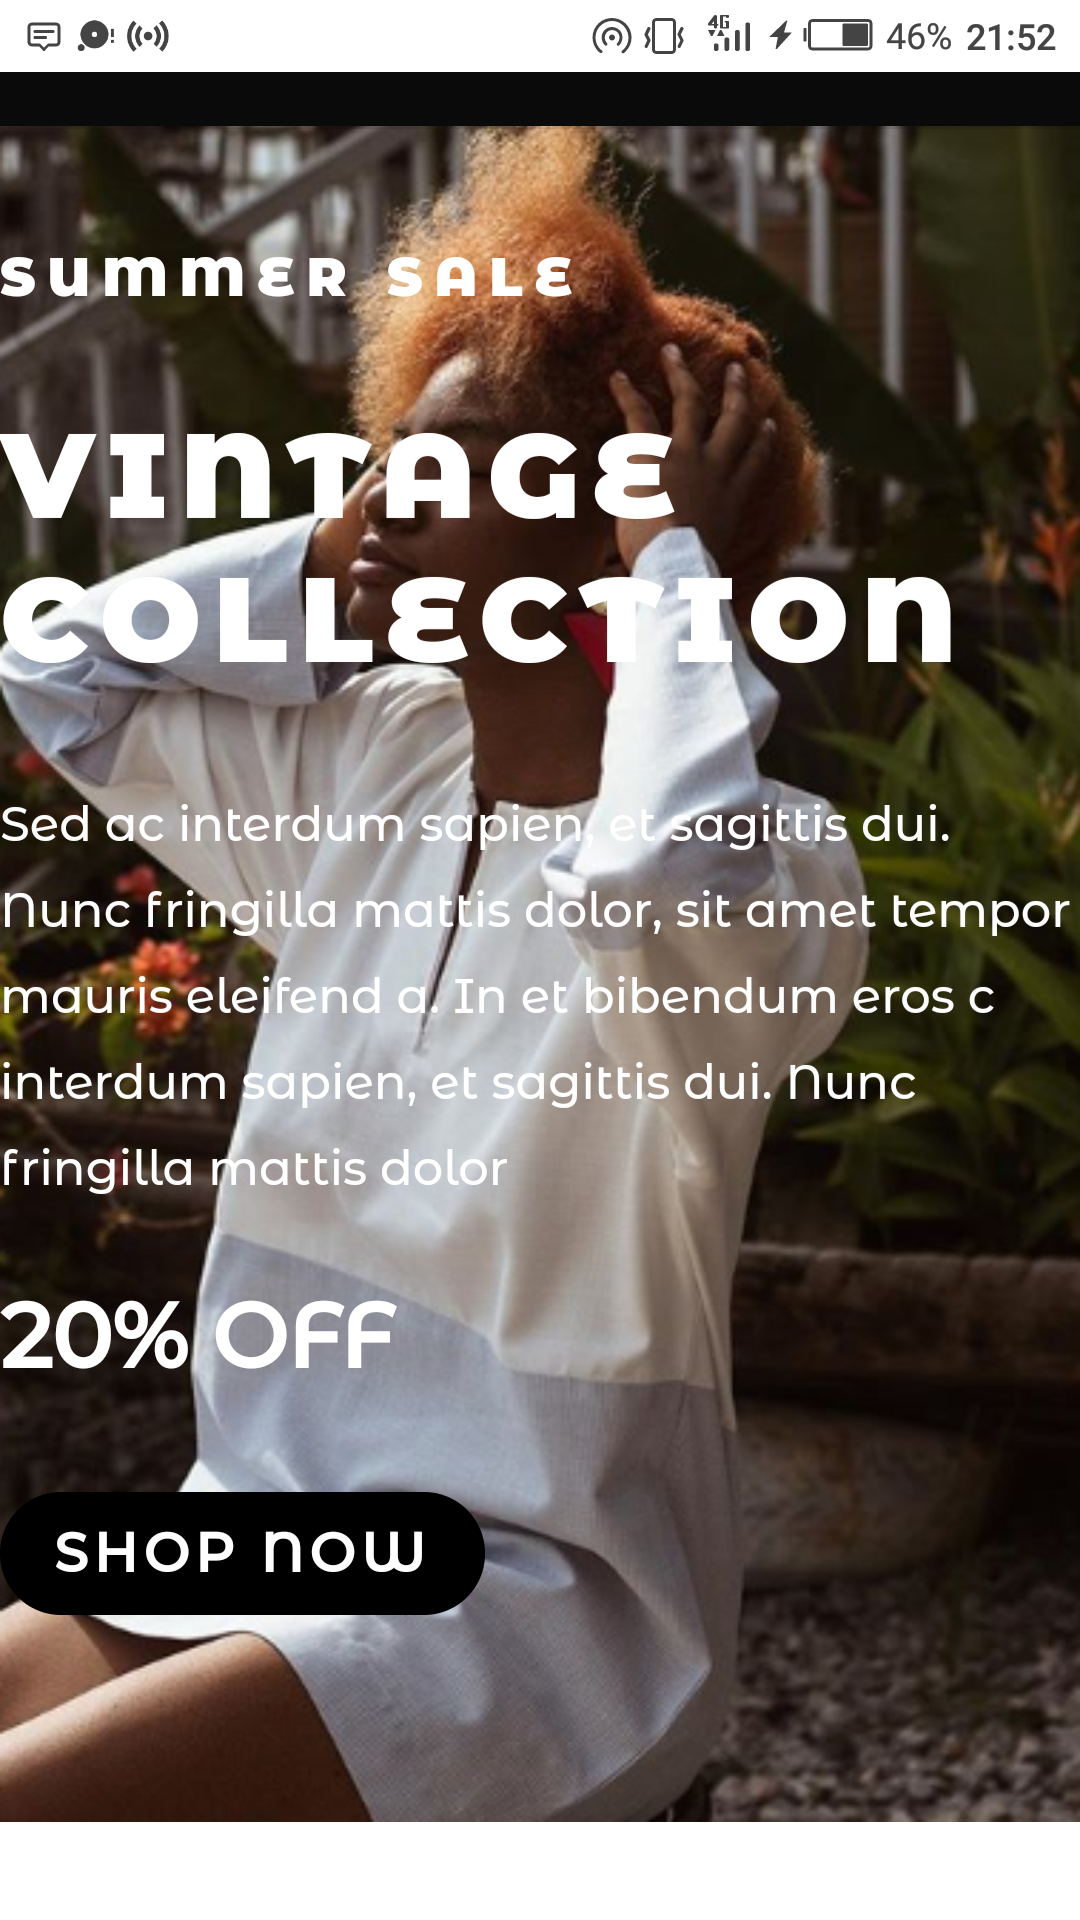 4G 46% 21:52
SUMMER SALE
VINTAGE
COLLECTION
Sed ac interdum sapien, et sagittis dui.
Nunc fringilla mattis dolor, sit amet tempor
mauris eleifend a. In et bibendum eros c
interdum sapien, et sagittis dui. Nunc
fringilla mattis dolor
20% OFF
SHOP NOW